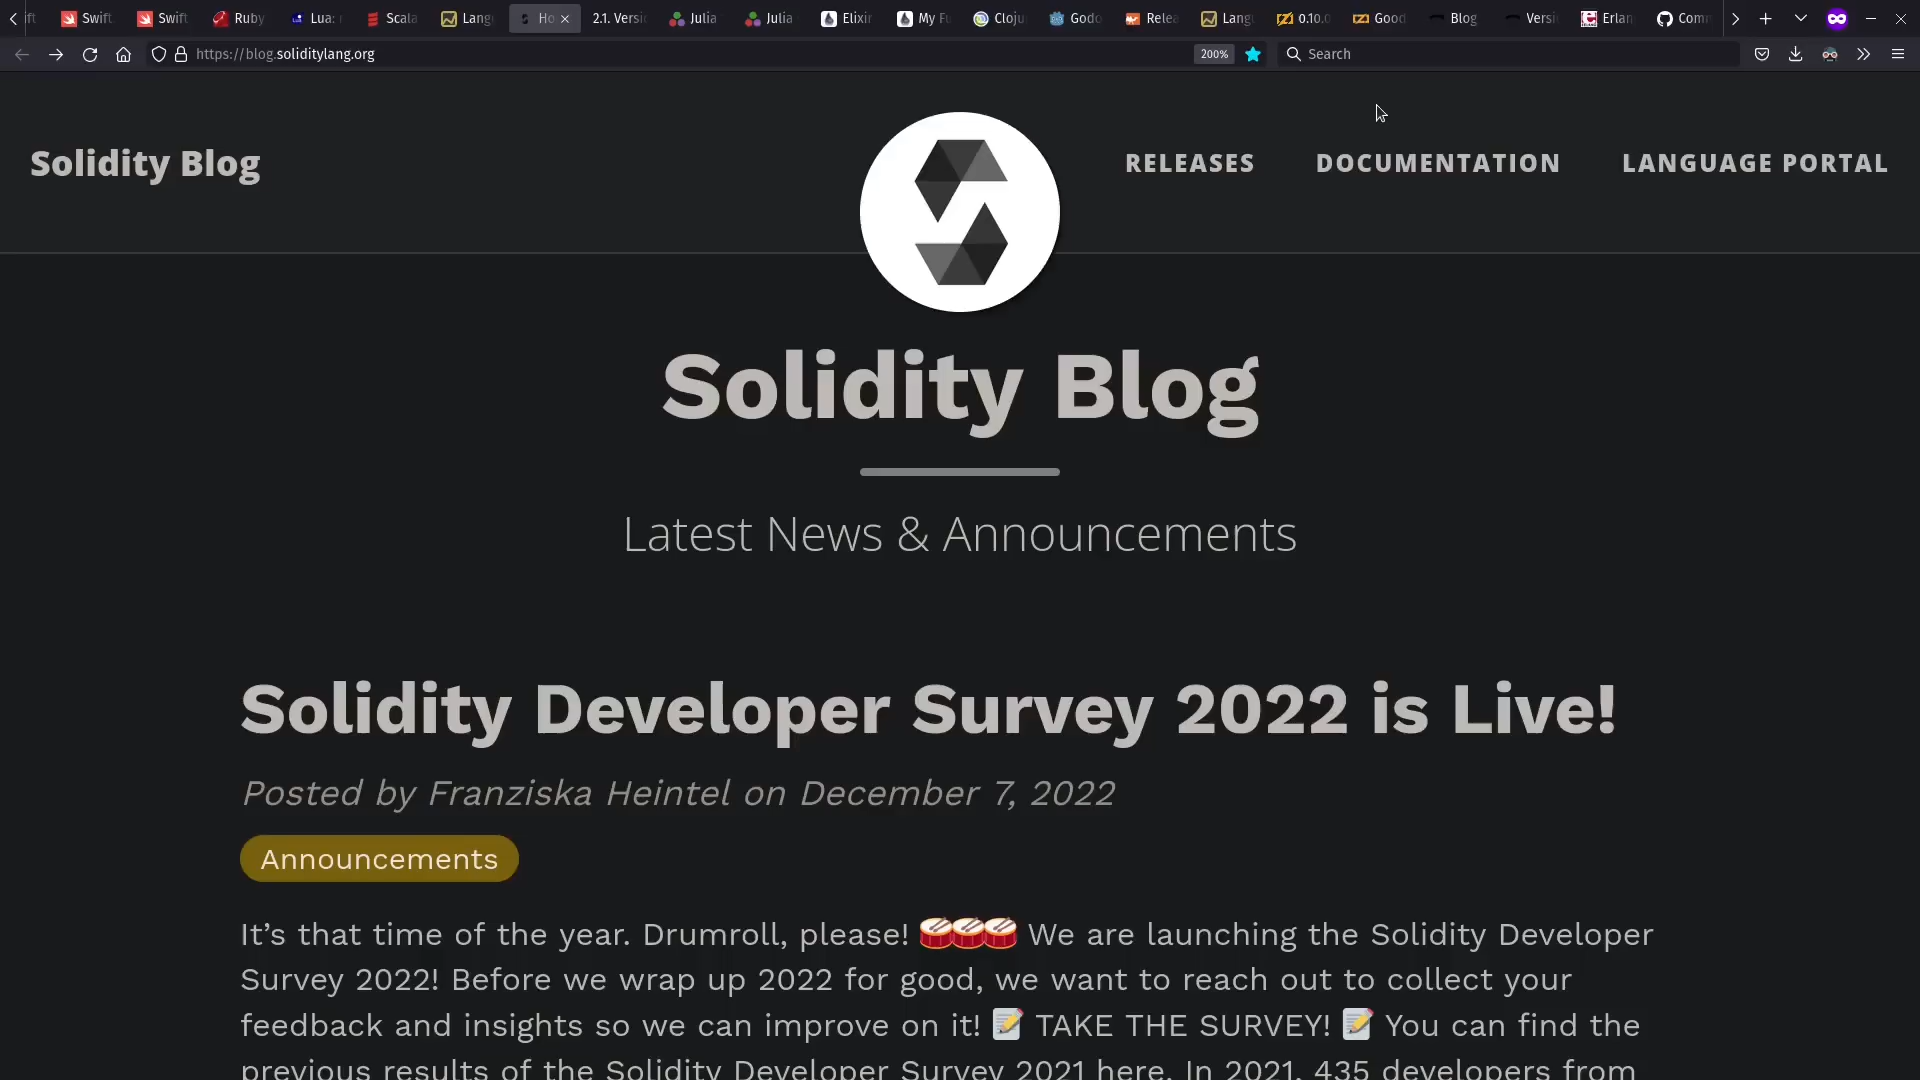 Swift
Swift
Ruby
Lua:
Scala
Lang
Ho
2.1. Versi
Julia
Julia
Elixir
My Fu
Cloju
Godo
Relea
Lang
0.10.0
Good
Blog
Versi
Erlan
Comm
https://blog.soliditylang.org
200%
Search
Solidity Blog
RELEASES
DOCUMENTATION
LANGUAGE PORTAL
Solidity Blog
Latest News & Announcements
Solidity Developer Survey 2022 is Live!
Posted by Franziska Heintel on December 7, 2022
Announcements
It’s that time of the year. Drumroll, please! 🥁🥁🥁 We are launching the Solidity Developer
Survey 2022! Before we wrap up 2022 for good, we want to reach out to collect your
feedback and insights so we can improve on it! 📝 TAKE THE SURVEY! 📝 You can find the
previous results of the Solidity Developer Survey 2021 here. In 2021, 435 developers from